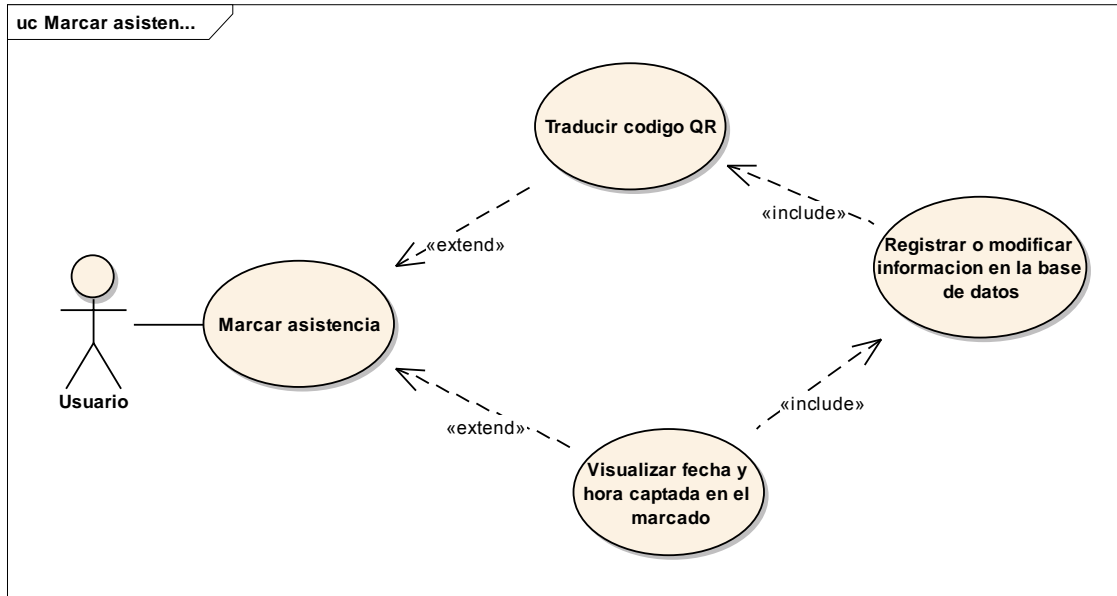 uc Marcar asisten...
Traducir codigo QR
«include»
Registrar o modificar
informacion en la base
de datos
«extend»
Marcar asistencia
Usuario
«include»
«extend»
Visualizar fecha y
hora captada en el
marcado